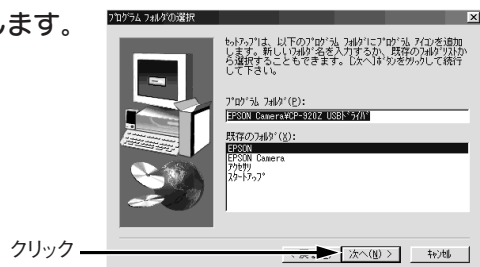 します。
ﾌﾟﾛｸﾞﾗﾑ ﾌｫﾙﾀﾞの選択
ｾｯﾄｱｯﾌﾟは、以下のﾌﾟﾛｸﾞﾗﾑ ﾌｫﾙﾀﾞにﾌﾟﾛｸﾞﾗﾑ ｱｲｺﾝを追加
します。新しいﾌｫﾙﾀﾞ名を入力するか、既存のﾌｫﾙﾀﾞﾘｽﾄか
ら選択することもできます。[次へ]ﾎﾞﾀﾝをｸﾘｯｸして続行
して下さい。
ﾌﾟﾛｸﾞﾗﾑ ﾌｫﾙﾀﾞ(P):
EPSON Camera¥CP-920Z USBﾄﾞﾗｲﾊﾞ
既存のﾌｫﾙﾀﾞ(X):
EPSON
EPSON Camera
ｱｸｾｻﾘ
ｽﾀｰﾄｱｯﾌﾟ
クリック
次へ(N) >
ｷｬﾝｾﾙ